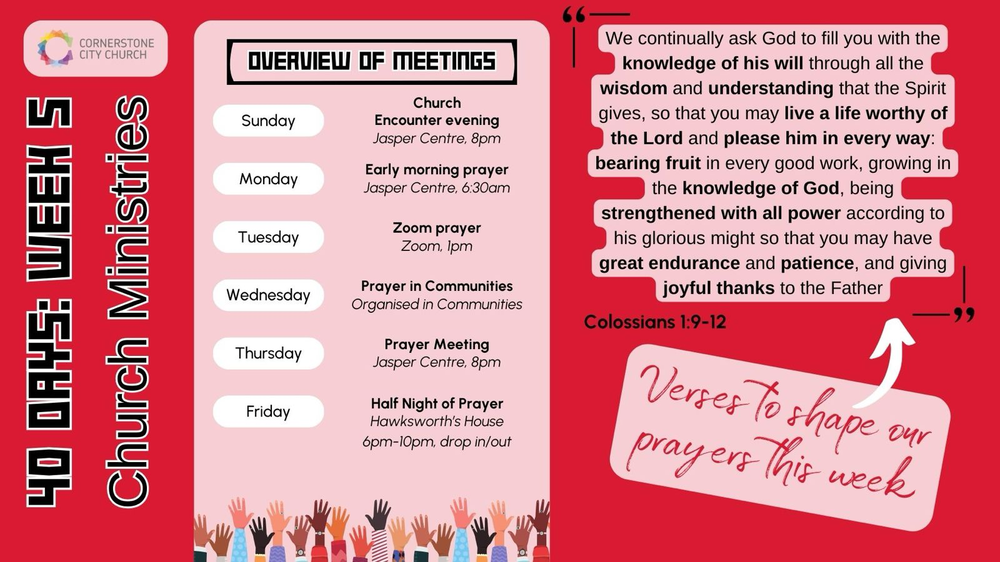 CORNERSTONE
CITY CHURCH
40 DAYS: WEEK 5
Church Ministries
OVERVIEW OF MEETINGS
Sunday
Church
Encounter evening
Jasper Centre, 8pm
Monday
Early morning prayer
Jasper Centre, 6:30am
Tuesday
Zoom prayer
Zoom, 1pm
Wednesday
Prayer in Communities
Organised in Communities
Thursday
Prayer Meeting
Jasper Centre, 8pm
Friday
Half Night of Prayer
Hawksworth's House
6pm-10pm, drop in/out
“
We continually ask God to fill you with the
knowledge of his will through all the
wisdom and understanding that the Spirit
gives, so that you may live a life worthy of
the Lord and please him in every way:
bearing fruit in every good work, growing in
the knowledge of God, being
strengthened with all power according to
his glorious might so that you may have
great endurance and patience, and giving
joyful thanks to the Father
”
Colossians 1:9-12
Verses to shape our
prayers this week